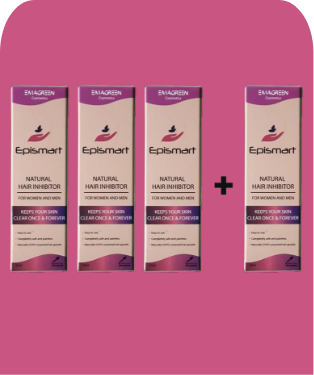 EMAGREEN
Cosmetics
Epismart
NATURAL
HAIR INHIBITOR
FOR WOMEN AND MEN
KEEPS YOUR SKIN
CLEAR ONCE & FOREVER
EMAGREEN
Cosmetics
Epismart
NATURAL
HAIR INHIBITOR
FOR WOMEN AND MEN
KEEPS YOUR SKIN
CLEAR ONCE & FOREVER
EMAGREEN
Cosmetics
Epismart
NATURAL
HAIR INHIBITOR
FOR WOMEN AND MEN
KEEPS YOUR SKIN
CLEAR ONCE & FOREVER
+
EMAGREEN
Cosmetics
Epismart
NATURAL
HAIR INHIBITOR
FOR WOMEN AND MEN
KEEPS YOUR SKIN
CLEAR ONCE & FOREVER